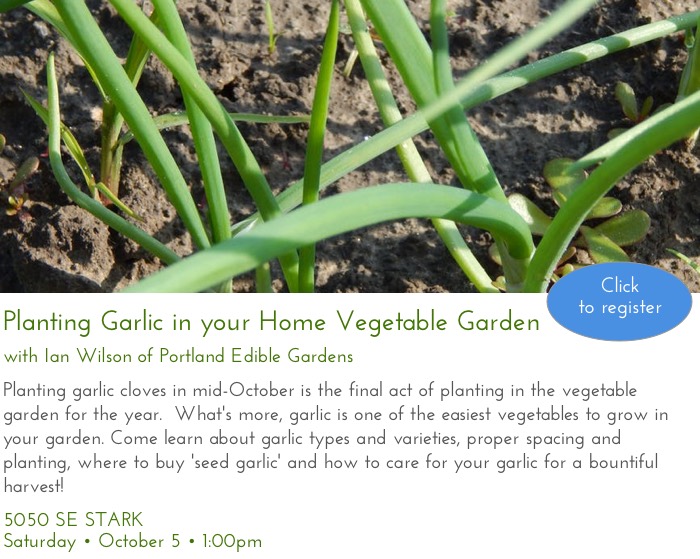 Click
to register
Planting Garlic in your Home Vegetable Garden
with Ian Wilson of Portland Edible Gardens
Planting garlic cloves in mid-October is the final act of planting in the vegetable
garden for the year.  What's more, garlic is one of the easiest vegetables to grow in
your garden. Come learn about garlic types and varieties, proper spacing and
planting, where to buy 'seed garlic' and how to care for your garlic for a bountiful
harvest!
5050 SE STARK
Saturday • October 5 • 1:00pm